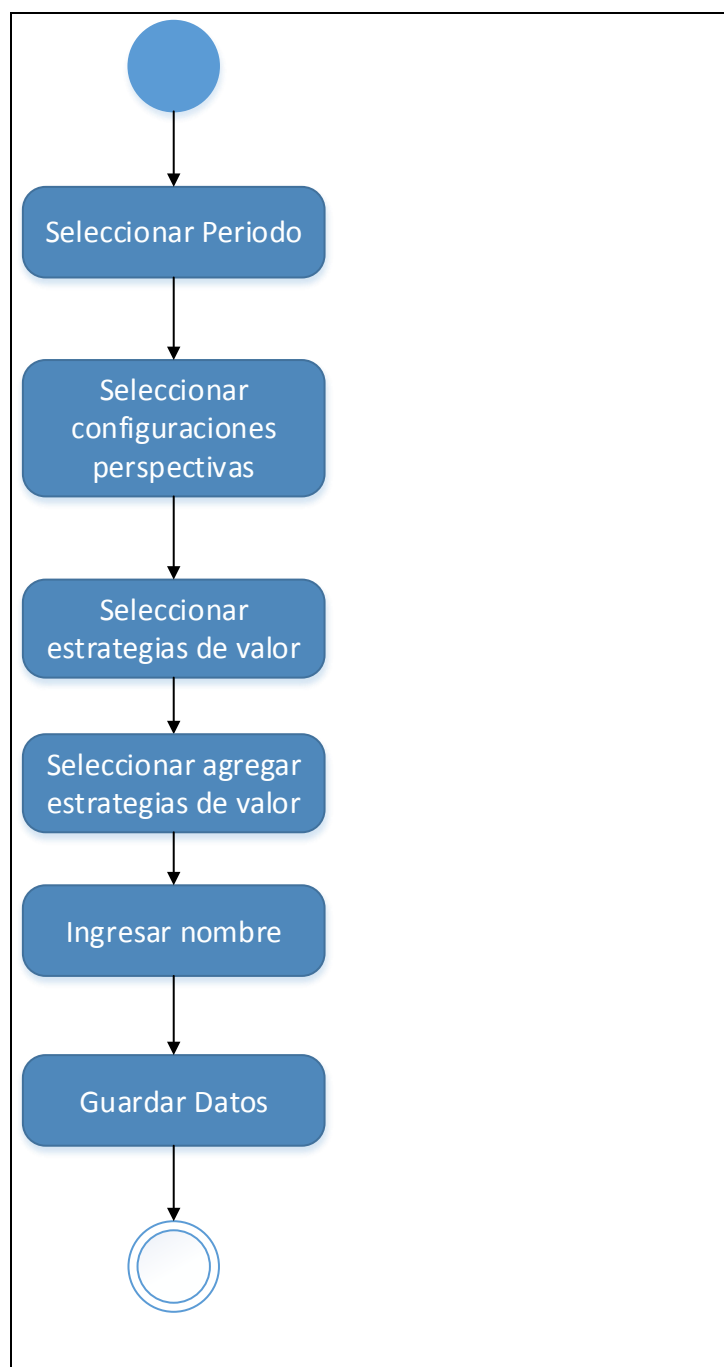 Seleccionar Periodo
Seleccionar
configuraciones
perspectivas
Seleccionar
estrategias de valor
Seleccionar agregar
estrategias de valor
Ingresar nombre
Guardar Datos